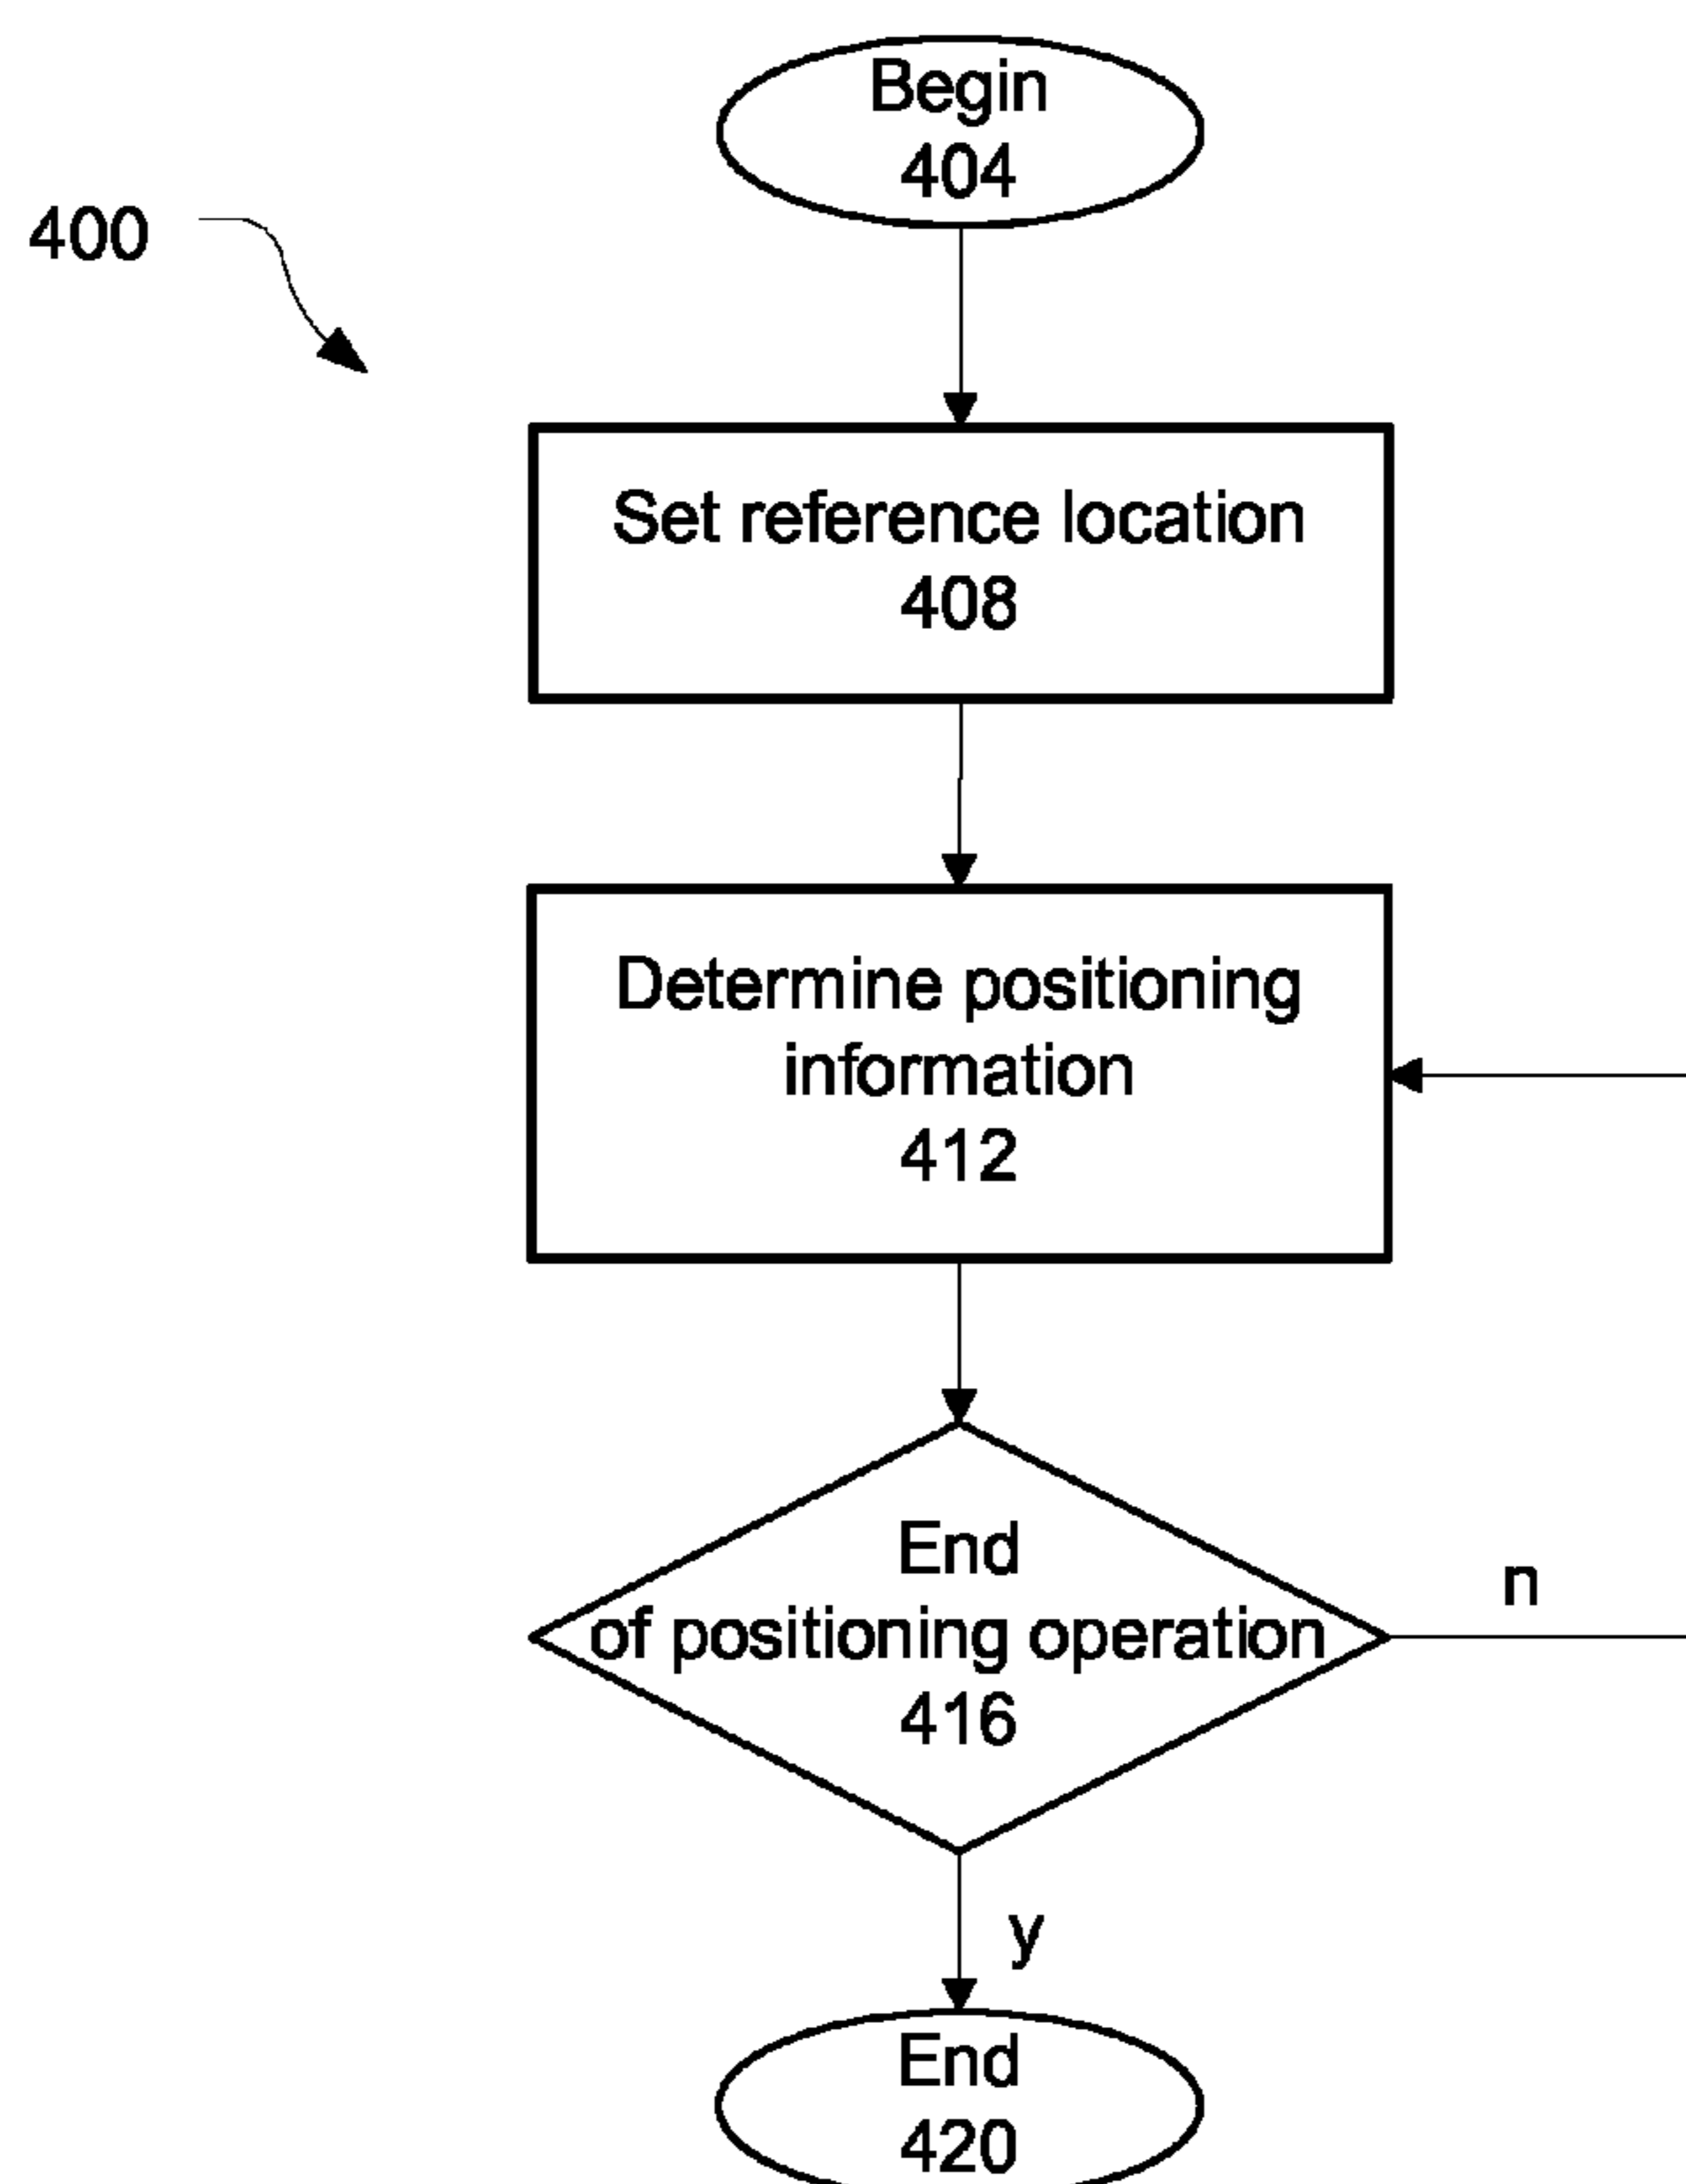 Begin
404
400
Set reference location
408
Determine positioning
information
412
End
of positioning operation
416
n
y
End
420